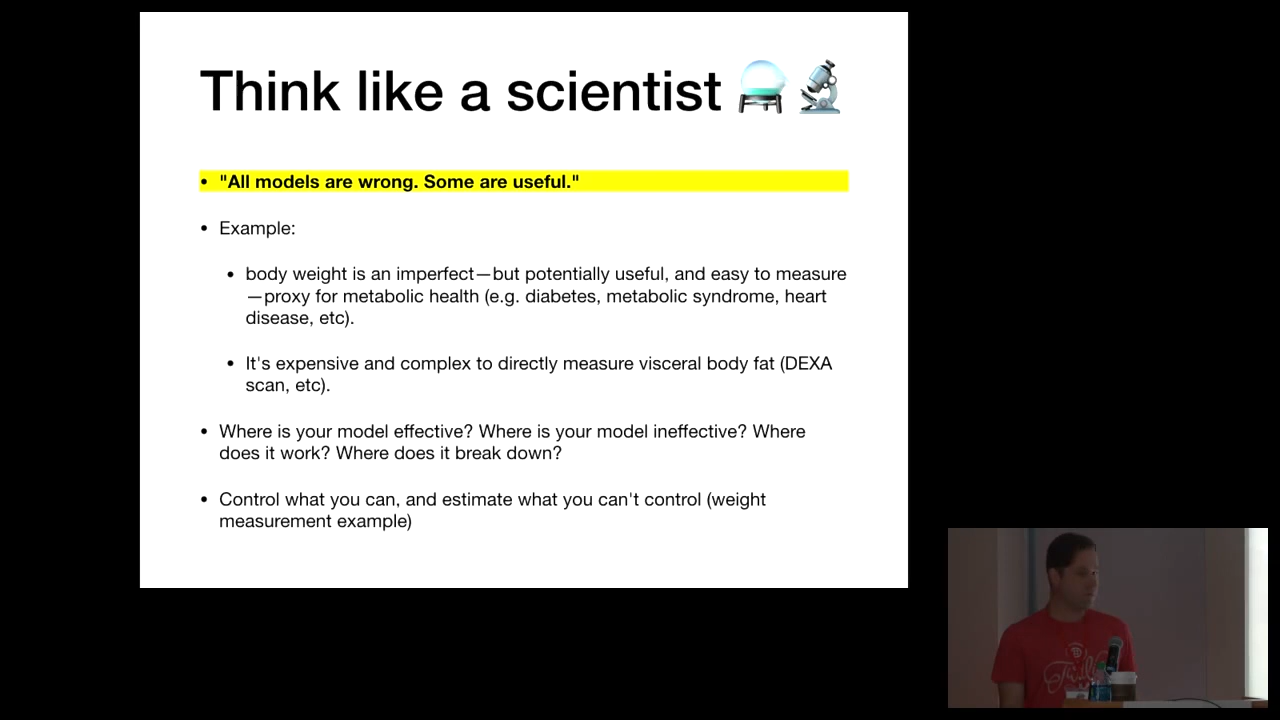 Think like a scientist
• "All models are wrong. Some are useful."
• Example:
• body weight is an imperfect—but potentially useful, and easy to measure
—proxy for metabolic health (e.g. diabetes, metabolic syndrome, heart
disease, etc).
• It's expensive and complex to directly measure visceral body fat (DEXA
scan, etc).
• Where is your model effective? Where is your model ineffective? Where
does it work? Where does it break down?
• Control what you can, and estimate what you can't control (weight
measurement example)